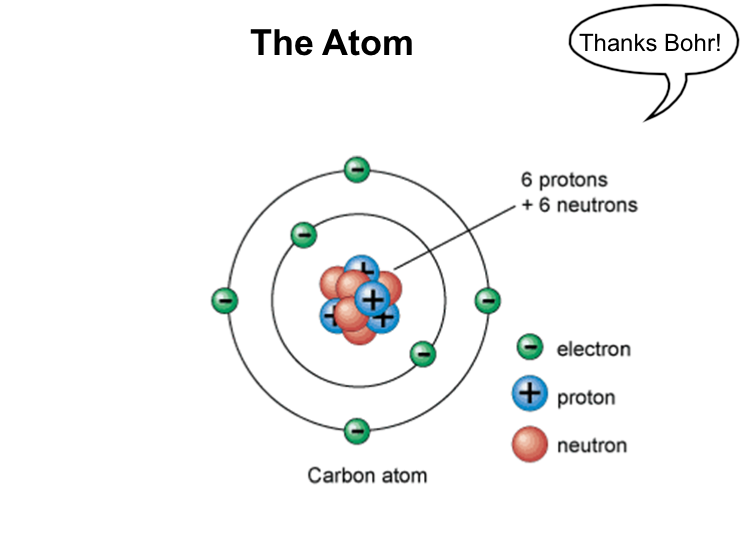 The Atom
Thanks Bohr!
6 protons
+ 6 neutrons
electron
proton
neutron
Carbon atom